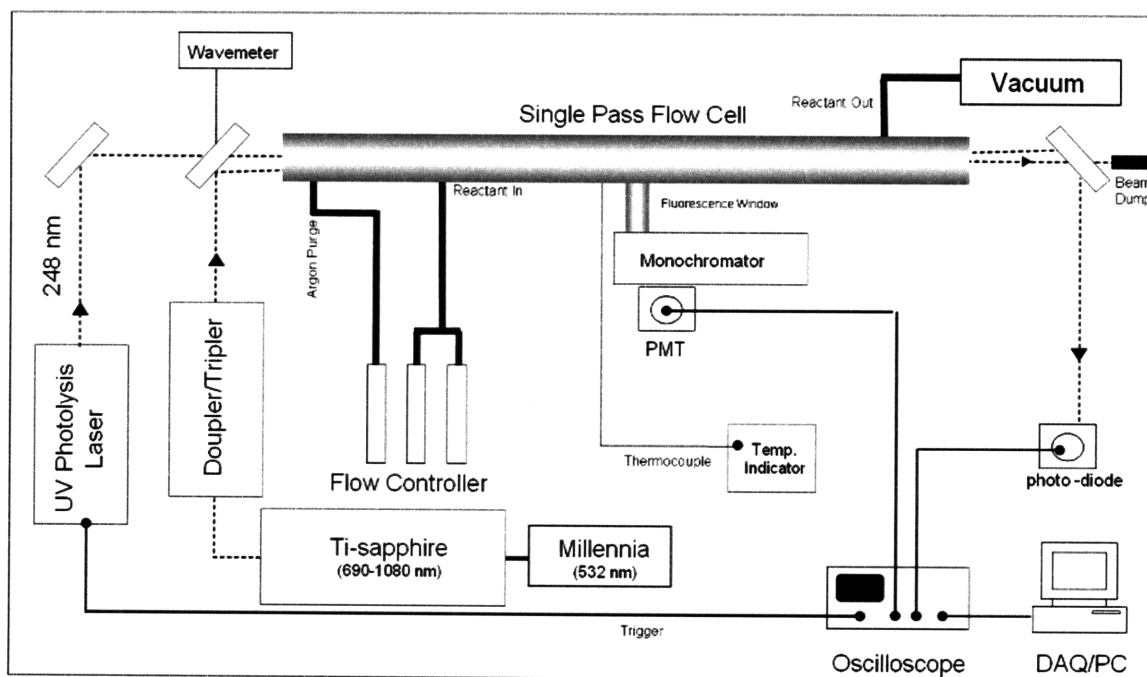 Wavemeter
Vacuum
Reactant Out
Single Pass Flow Cell
Reactant In
Fluorescence Window
Beam
Dump
Argon Purge
Monochromator
248 nm
PMT
UV Photolysis
Laser
Doupler/Tripler
Thermocouple
Temp.
Indicator
photo-diode
Flow Controller
Ti-sapphire
(690-1080 nm)
Millennia
(532 nm)
Trigger
Oscilloscope
DAQ/PC